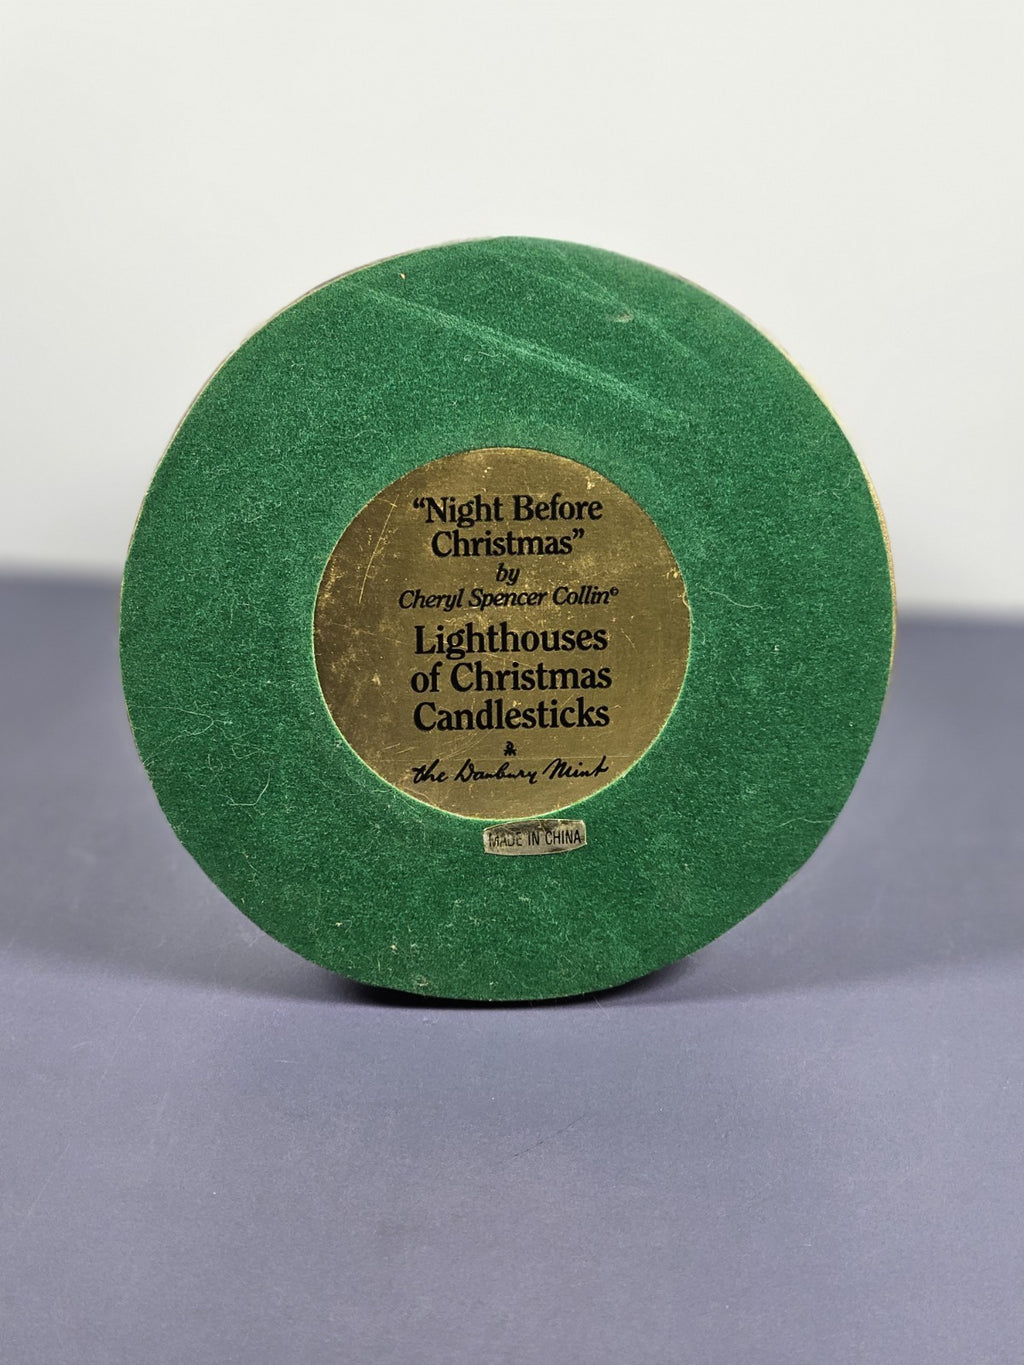 “Night Before
Christmas”
by
Cheryl Spencer Collin©
Lighthouses
of Christmas
Candlesticks
the Danbury Mint
MADE IN CHINA